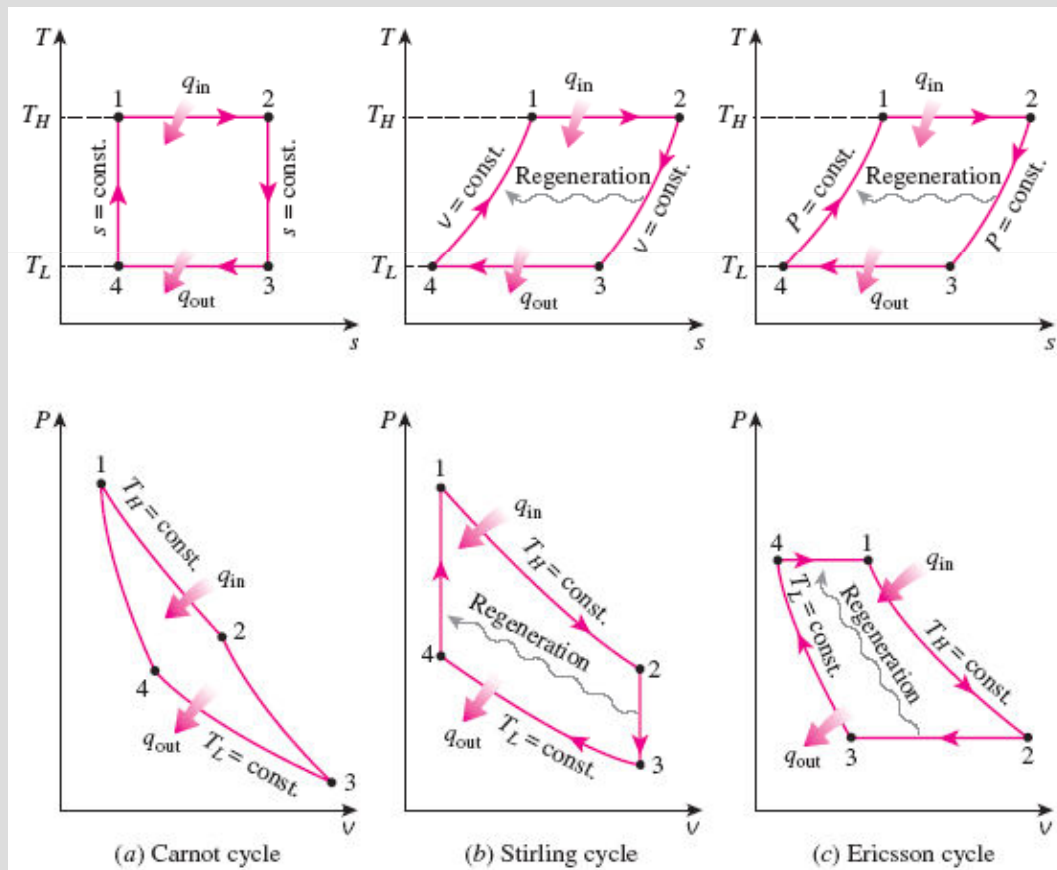 T
T
T
q_in
q_in
q_in
1
2
1
2
1
2
T_H
T_H
T_H
s = const.
s = const.
v = const.
Regeneration
v = const.
P = const.
Regeneration
P = const.
T_L
T_L
T_L
4
3
4
3
4
3
q_out
q_out
q_out
s
s
s
P
P
P
1
T_H = const.
q_in
2
4
q_out
T_L = const.
3
v
1
q_in
T_H = const.
Regeneration
4
2
q_out
T_L = const.
3
v
4
1
q_in
T_L = const.
Regeneration
T_H = const.
q_out
3
2
v
(a) Carnot cycle
(b) Stirling cycle
(c) Ericsson cycle